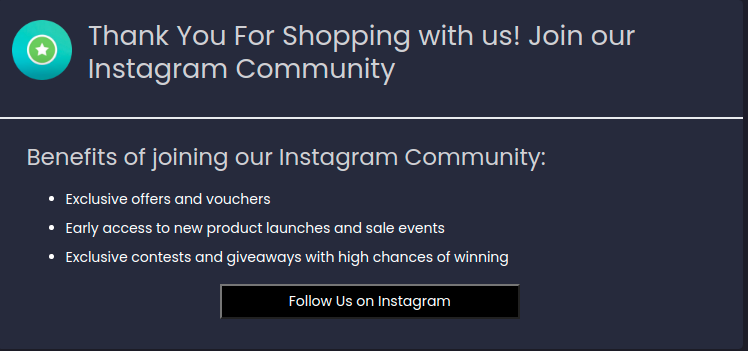 Thank You For Shopping with us! Join our
Instagram Community
Benefits of joining our Instagram Community:
Exclusive offers and vouchers
Early access to new product launches and sale events
Exclusive contests and giveaways with high chances of winning
Follow Us on Instagram